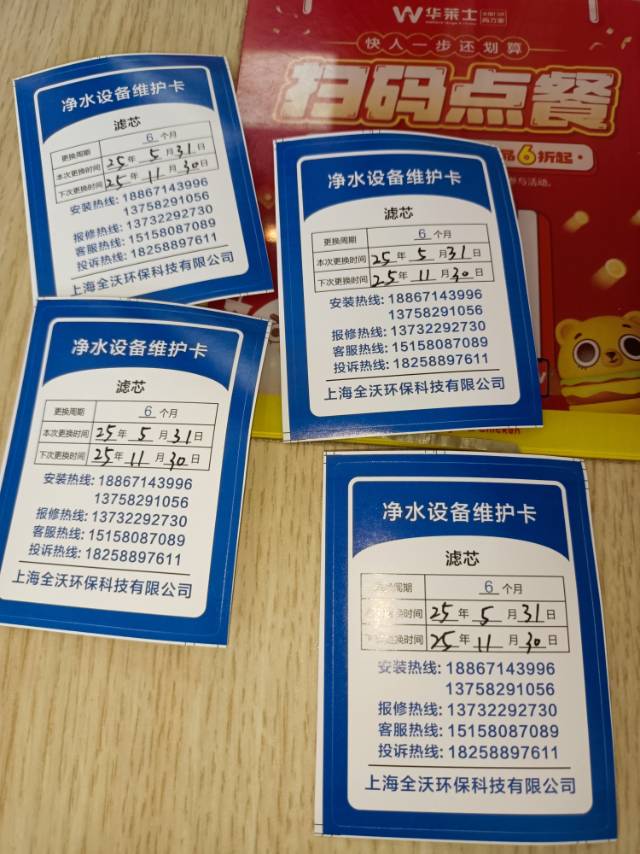 华莱士
快人一步还划算
扫码点餐
品6折起
净水设备维护卡
滤芯
更换周期 6 个月
本次更换时间 25 年 5 月 31 日
下次更换时间 25 年 11 月 30 日
安装热线: 18867143996
13758291056
报修热线: 13732292730
客服热线: 15158087089
投诉热线: 18258897611
上海全沃环保科技有限公司
净水设备维护卡
滤芯
更换周期 6 个月
本次更换时间 25 年 5 月 31 日
下次更换时间 25 年 11 月 30 日
安装热线: 18867143996
13758291056
报修热线: 13732292730
客服热线: 15158087089
投诉热线: 18258897611
上海全沃环保科技有限公司
净水设备维护卡
滤芯
更换周期 6 个月
本次更换时间 25 年 5 月 31 日
下次更换时间 25 年 11 月 30 日
安装热线: 18867143996
13758291056
报修热线: 13732292730
客服热线: 15158087089
投诉热线: 18258897611
上海全沃环保科技有限公司
净水设备维护卡
滤芯
周期 6 个月
更换时间 25 年 5 月 31 日
下次更换时间 25 年 11 月 30 日
安装热线: 18867143996
13758291056
报修热线: 13732292730
客服热线: 15158087089
投诉热线: 18258897611
上海全沃环保科技有限公司